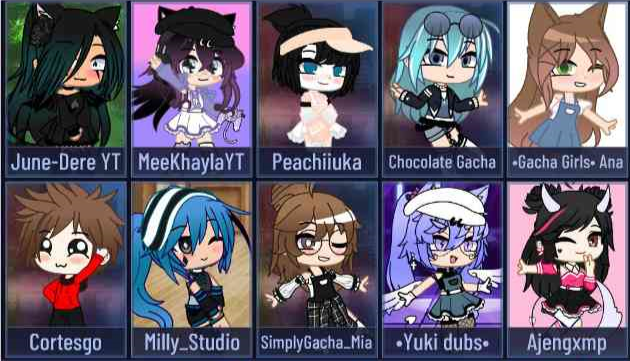 June-Dere YT
MeeKhaylaYT
Peachiiuka
Chocolate Gacha
•Gacha Girls• Ana
Cortesgo
Milly_Studio
SimplyGacha_Mia
•Yuki dubs•
Ajengxmp